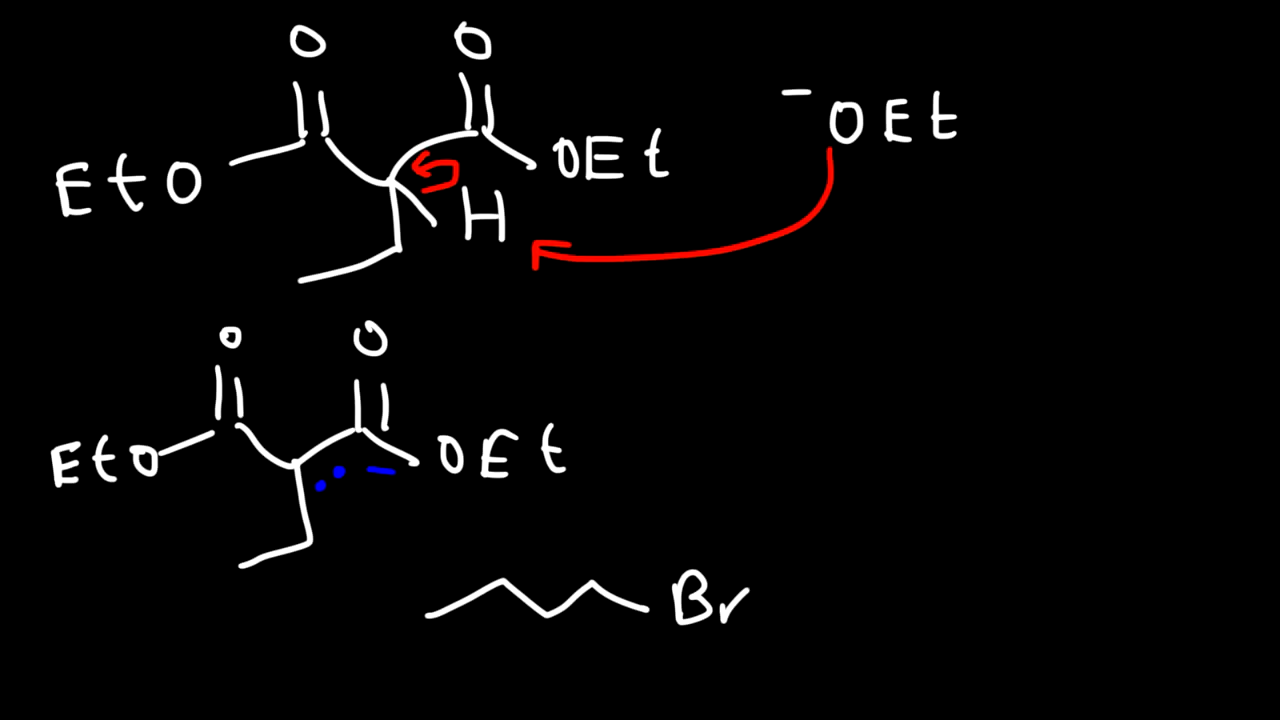 O O
EtO OEt ⁻OEt
H
O O
EtO OEt
Br